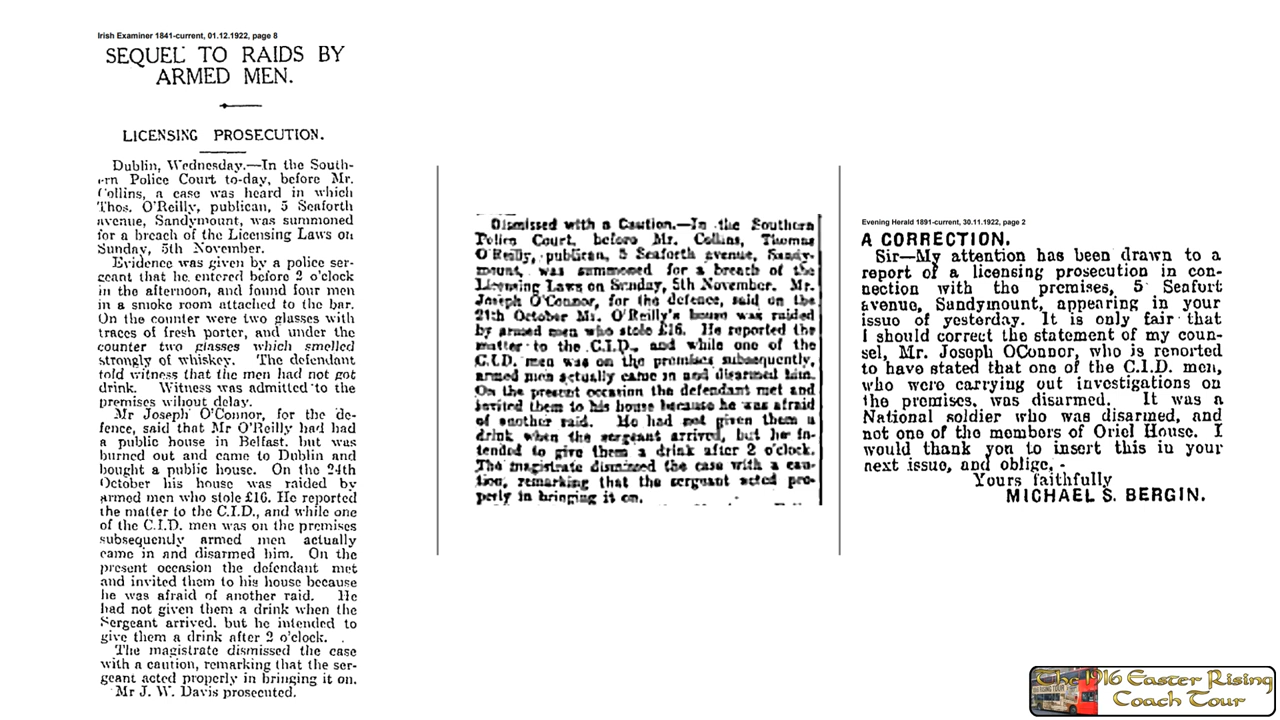 Irish Examiner 1841-current, 01.12.1922, page 8
SEQUEL TO RAIDS BY
ARMED MEN.
LICENSING PROSECUTION.
Dublin, Wednesday.—In the South-
ern Police Court to-day, before Mr.
Collins, a case was heard in which
Thos. O'Reilly, publican, 5 Seaforth
avenue, Sandymount, was summoned
for a breach of the Licensing Laws on
Sunday, 5th November.
Evidence was given by a police ser-
geant that he entered before 2 o'clock
in the afternoon, and found four men
in a smoke room attached to the bar.
On the counter were two glasses with
traces of fresh porter, and under the
counter two glasses which smelled
strongly of whiskey. The defendant
told witness that the men had not got
drink. Witness was admitted to the
premises wihout delay.
Mr Joseph O'Connor, for the de-
fence, said that Mr O'Reilly had had
a public house in Belfast, but was
burned out and came to Dublin and
bought a public house. On the 24th
October his house was raided by
armed men who stole £16. He reported
the matter to the C.I.D., and while one
of the C.I.D. men was on the premises
subsequently armed men actually
came in and disarmed him. On the
present occasion the defendant met
and invited them to his house because
he was afraid of another raid. He
had not given them a drink when the
Sergeant arrived, but he intended to
give them a drink after 2 o'clock.
The magistrate dismissed the case
with a caution, remarking that the ser-
geant acted properly in bringing it on.
Mr J. W. Davis prosecuted.
Dismissed with a Caution.—In the Southern
Police Court, before Mr. Collins, Thomas
O'Reilly, publican, 5 Seaforth avenue, Sandy-
mount, was summoned for a breach of the
Licensing Laws on Sunday, 5th November. Mr.
Joseph O'Connor, for the defence, said on the
21th October Mr. O'Reilly's house was raided
by armed men who stole £16. He reported the
matter to the C.I.D., and while one of the
C.I.D. men was on the premises subsequently,
armed men actually came in and disarmed him.
On the present occasion the defendant met and
invited them to his house because he was afraid
of another raid. He had not given them a
drink when the sergeant arrived, but he in-
tended to give them a drink after 2 o'clock.
The magistrate dismissed the case with a cau-
tion, remarking that the sergeant acted pro-
perly in bringing it on.
Evening Herald 1891-current, 30.11.1922, page 2
A CORRECTION.
Sir—My attention has been drawn to a
report of a licensing prosecution in con-
nection with the premises, 5 Seafurt
avenue, Sandymount, appearing in your
issue of yesterday. It is only fair that
I should correct the statement of my coun-
sel, Mr. Joseph OConnor, who is renorted
to have stated that one of the C.I.D. men,
who were carrying out investigations on
the premises, was disarmed. It was a
National soldier who was disarmed, and
not one of the members of Oriel House. I
would thank you to insert this in your
next issue, and oblige,
Yours faithfully
MICHAEL S. BERGIN.
The 1916 Easter Rising
Coach Tour